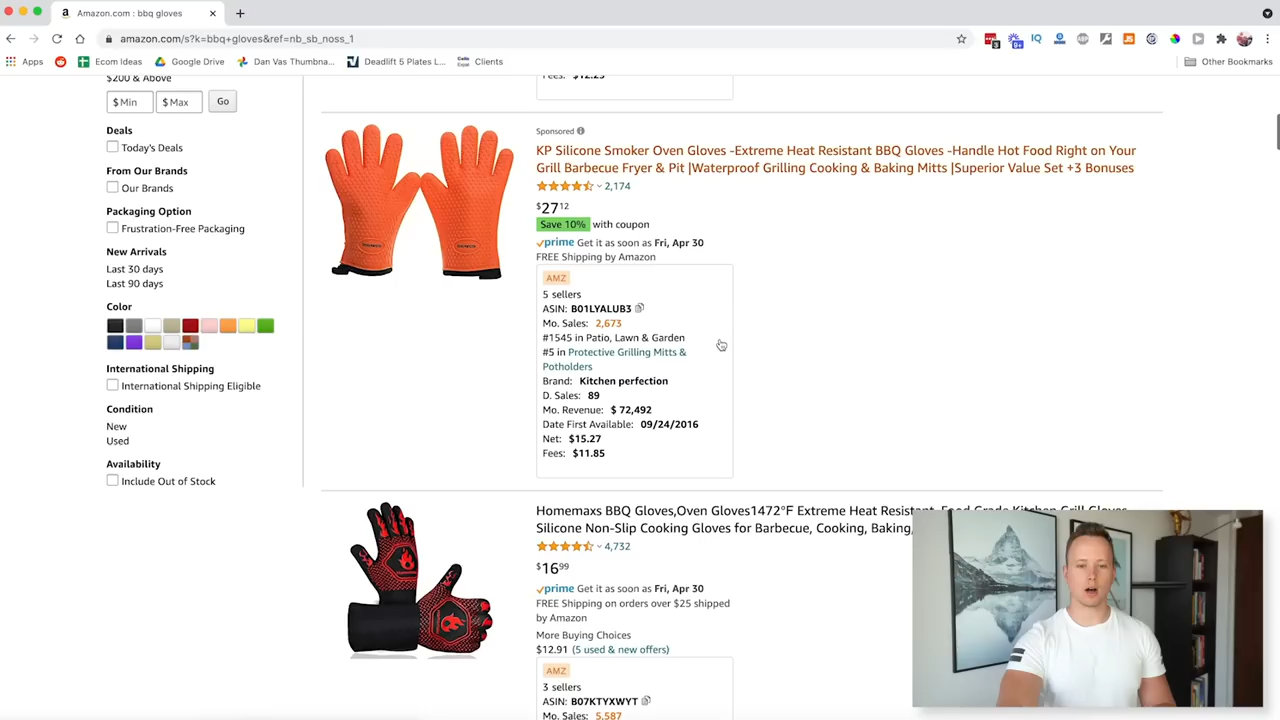 Amazon.com : bbq gloves
amazon.com/s?k=bbq+gloves&ref=nb_sb_noss_1
Apps
Ecom Ideas
Google Drive
Dan Vas Thumbna...
Deadlift 5 Plates L...
Clients
Other Bookmarks
$200 & Above
$ Min
$ Max
Go
Deals
Today's Deals
From Our Brands
Our Brands
Packaging Option
Frustration-Free Packaging
New Arrivals
Last 30 days
Last 90 days
Color
International Shipping
International Shipping Eligible
Condition
New
Used
Availability
Include Out of Stock
Fees: $12.25
Sponsored
KP Silicone Smoker Oven Gloves -Extreme Heat Resistant BBQ Gloves -Handle Hot Food Right on Your
Grill Barbecue Fryer & Pit |Waterproof Grilling Cooking & Baking Mitts |Superior Value Set +3 Bonuses
2,174
$27 12
Save 10% with coupon
prime Get it as soon as Fri, Apr 30
FREE Shipping by Amazon
AMZ
5 sellers
ASIN: B01LYALUB3
Mo. Sales: 2,673
#1545 in Patio, Lawn & Garden
#5 in Protective Grilling Mitts &
Potholders
Brand: Kitchen perfection
D. Sales: 89
Mo. Revenue: $ 72,492
Date First Available: 09/24/2016
Net: $15.27
Fees: $11.85
Homemaxs BBQ Gloves,Oven Gloves1472°F Extreme Heat Resistant, Food Grade Kitchen Grill Gloves
Silicone Non-Slip Cooking Gloves for Barbecue, Cooking, Baking,
4,732
$16 99
prime Get it as soon as Fri, Apr 30
FREE Shipping on orders over $25 shipped
by Amazon
More Buying Choices
$12.91 (5 used & new offers)
AMZ
3 sellers
ASIN: B07KTYXWYT
Mo. Sales: 5,587